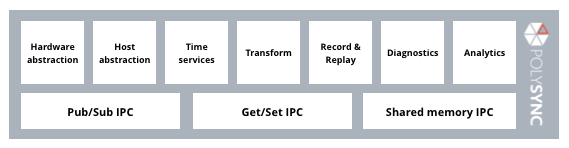 Hardware
abstraction
Host
abstraction
Time
services
Transform
Record &
Replay
Diagnostics
Analytics
Pub/Sub IPC
Get/Set IPC
Shared memory IPC
POLYSYNC